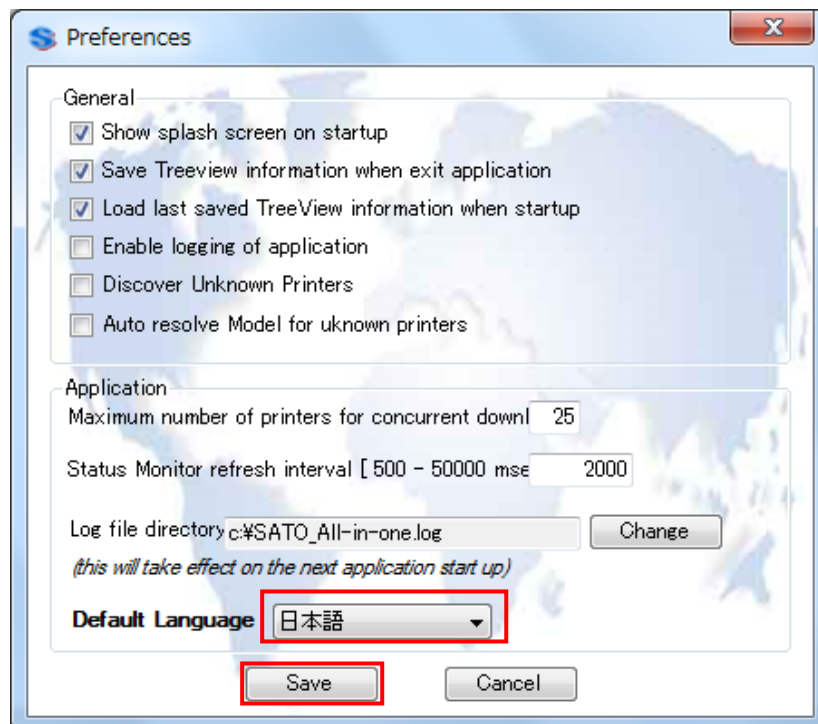 Preferences
General
Show splash screen on startup
Save Treeview information when exit application
Load last saved TreeView information when startup
Enable logging of application
Discover Unknown Printers
Auto resolve Model for uknown printers
Application
Maximum number of printers for concurrent downl 25
Status Monitor refresh interval [ 500 - 50000 mse 2000
Log file directory c:¥SATO_All-in-one.log Change
(this will take effect on the next application start up)
Default Language 日本語
Save Cancel